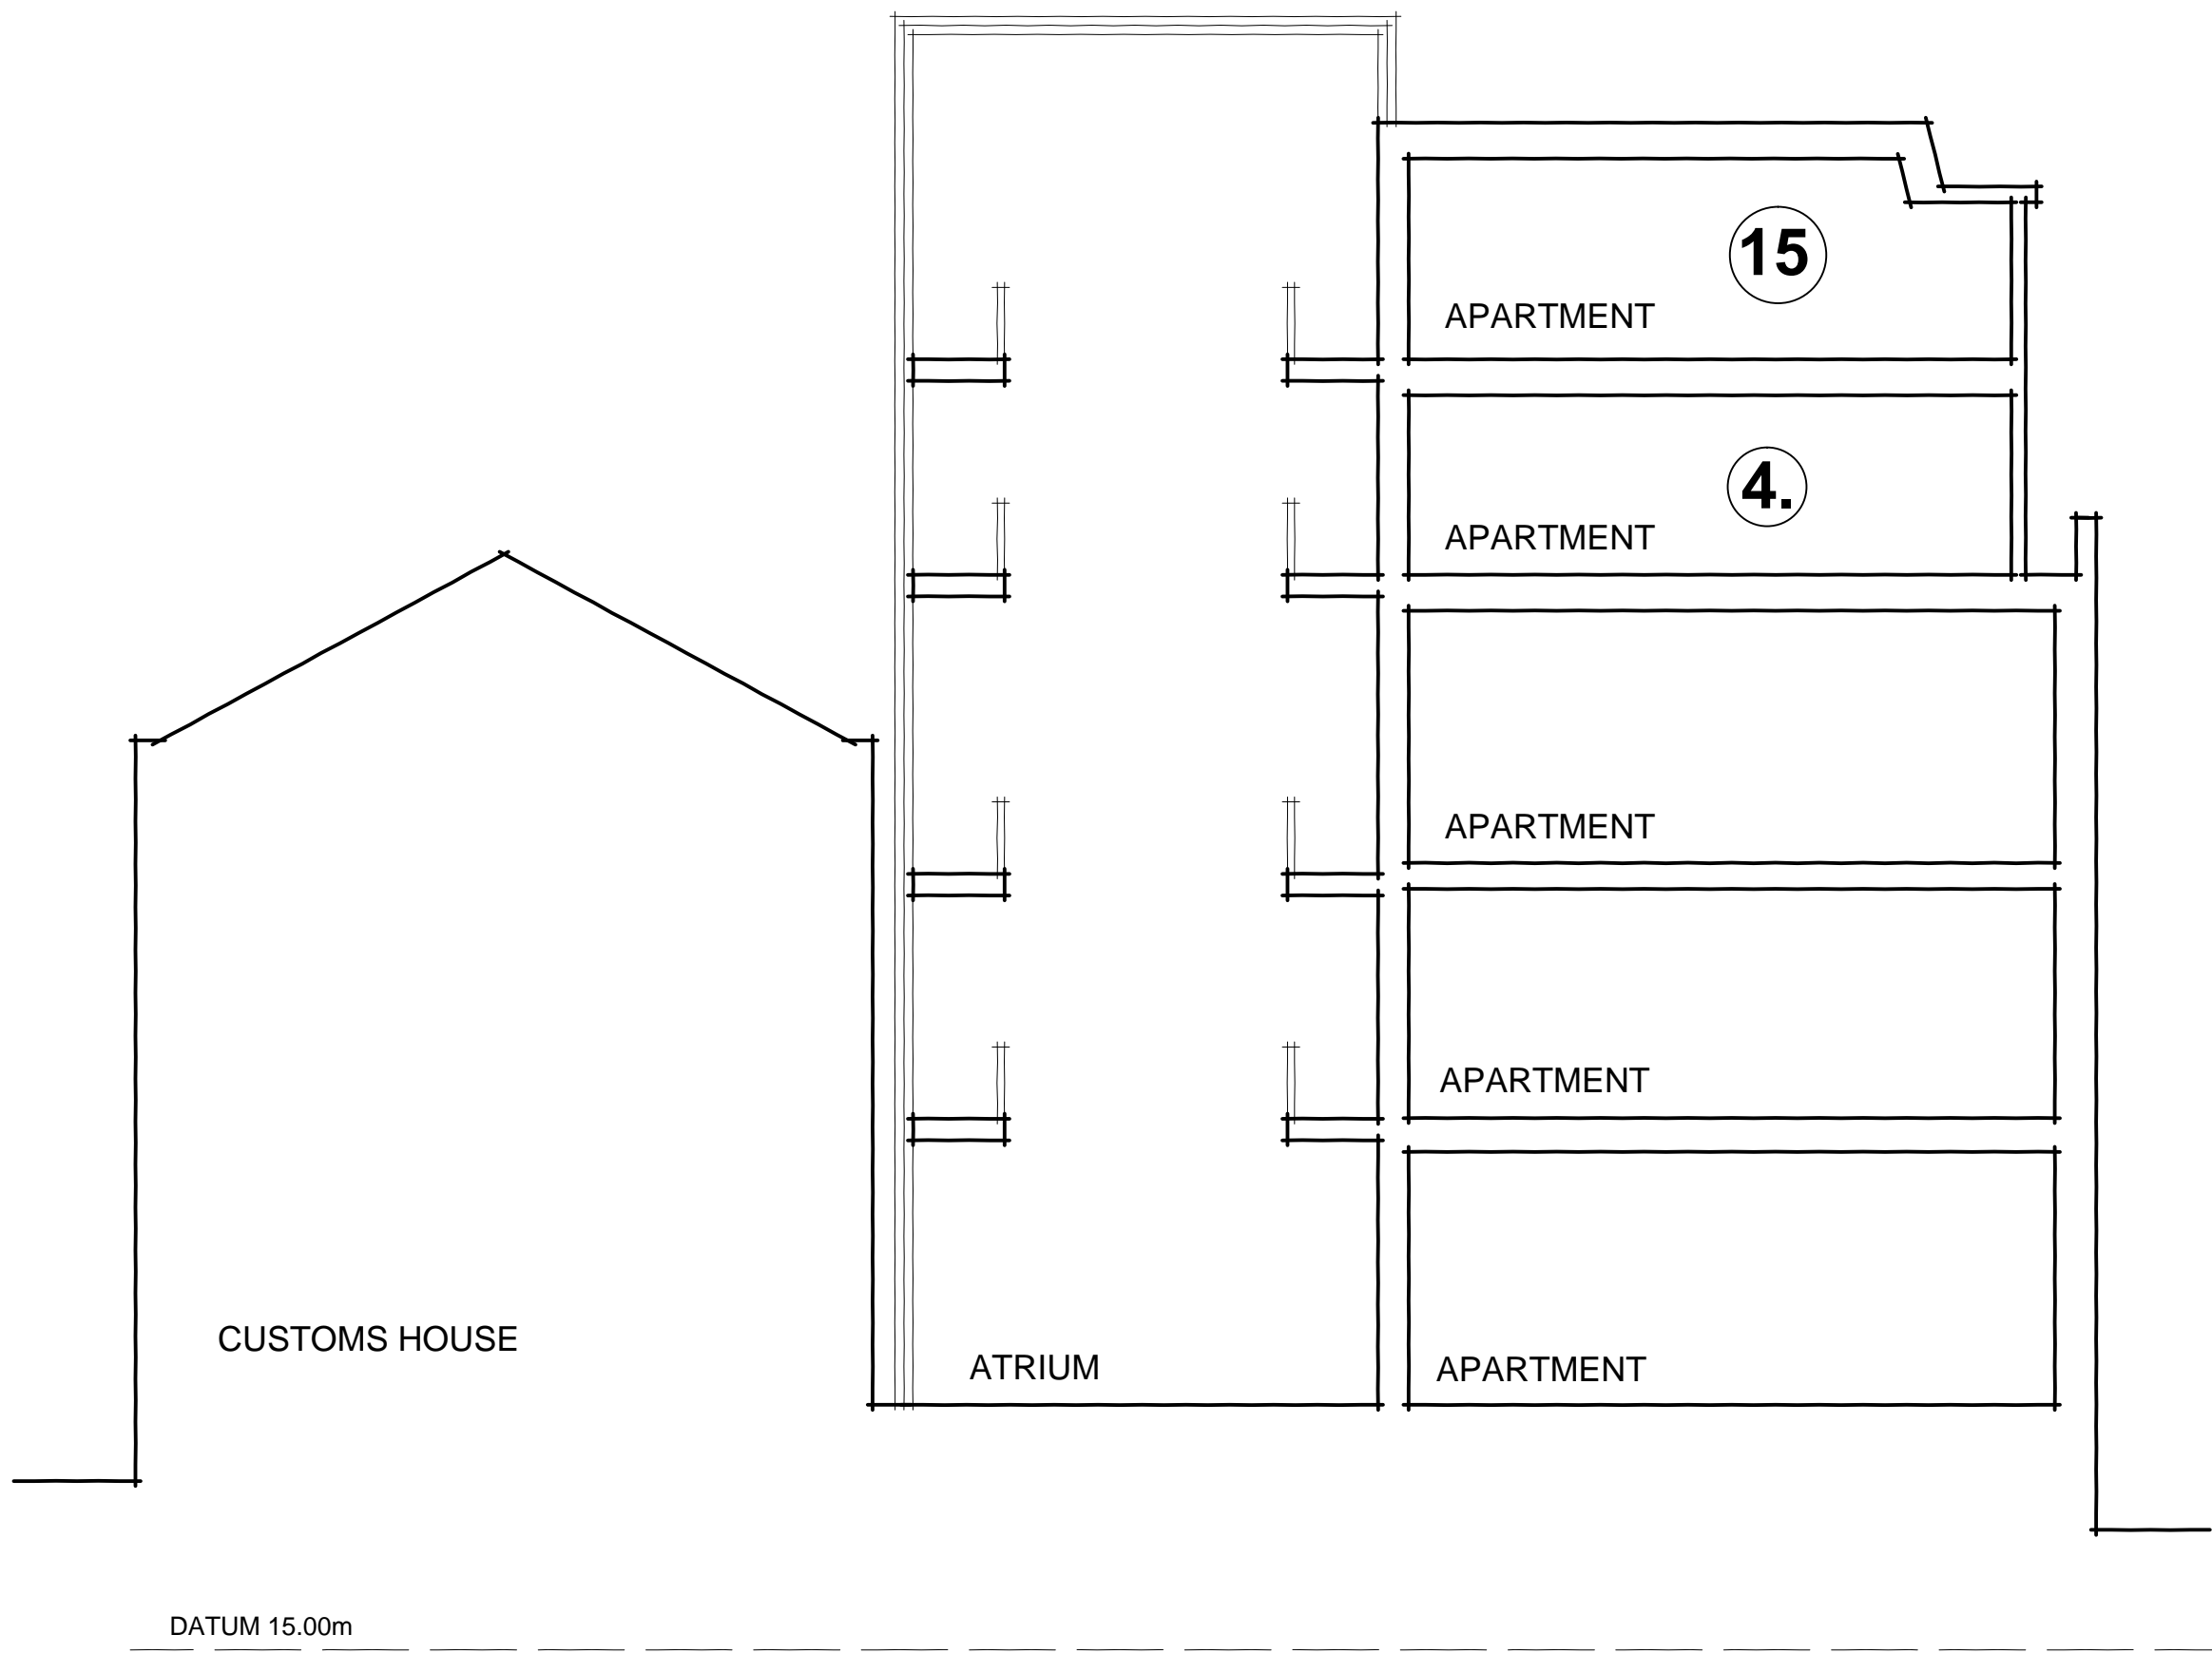 15
APARTMENT
4.
APARTMENT
APARTMENT
APARTMENT
CUSTOMS HOUSE
ATRIUM
APARTMENT
DATUM 15.00m